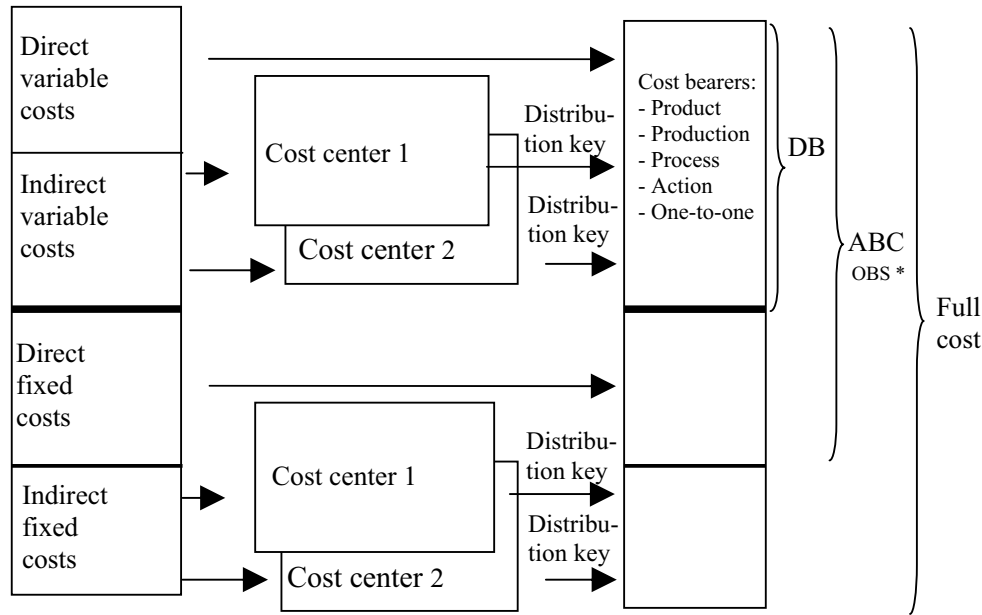 Direct
variable
costs
Indirect
variable
costs
Direct
fixed
costs
Indirect
fixed
costs
Cost center 1
Cost center 2
Distribu-
tion key
Distribu-
tion key
Cost center 1
Cost center 2
Distribu-
tion key
Distribu-
tion key
Cost bearers:
- Product
- Production
- Process
- Action
- One-to-one
DB
ABC
OBS *
Full
cost